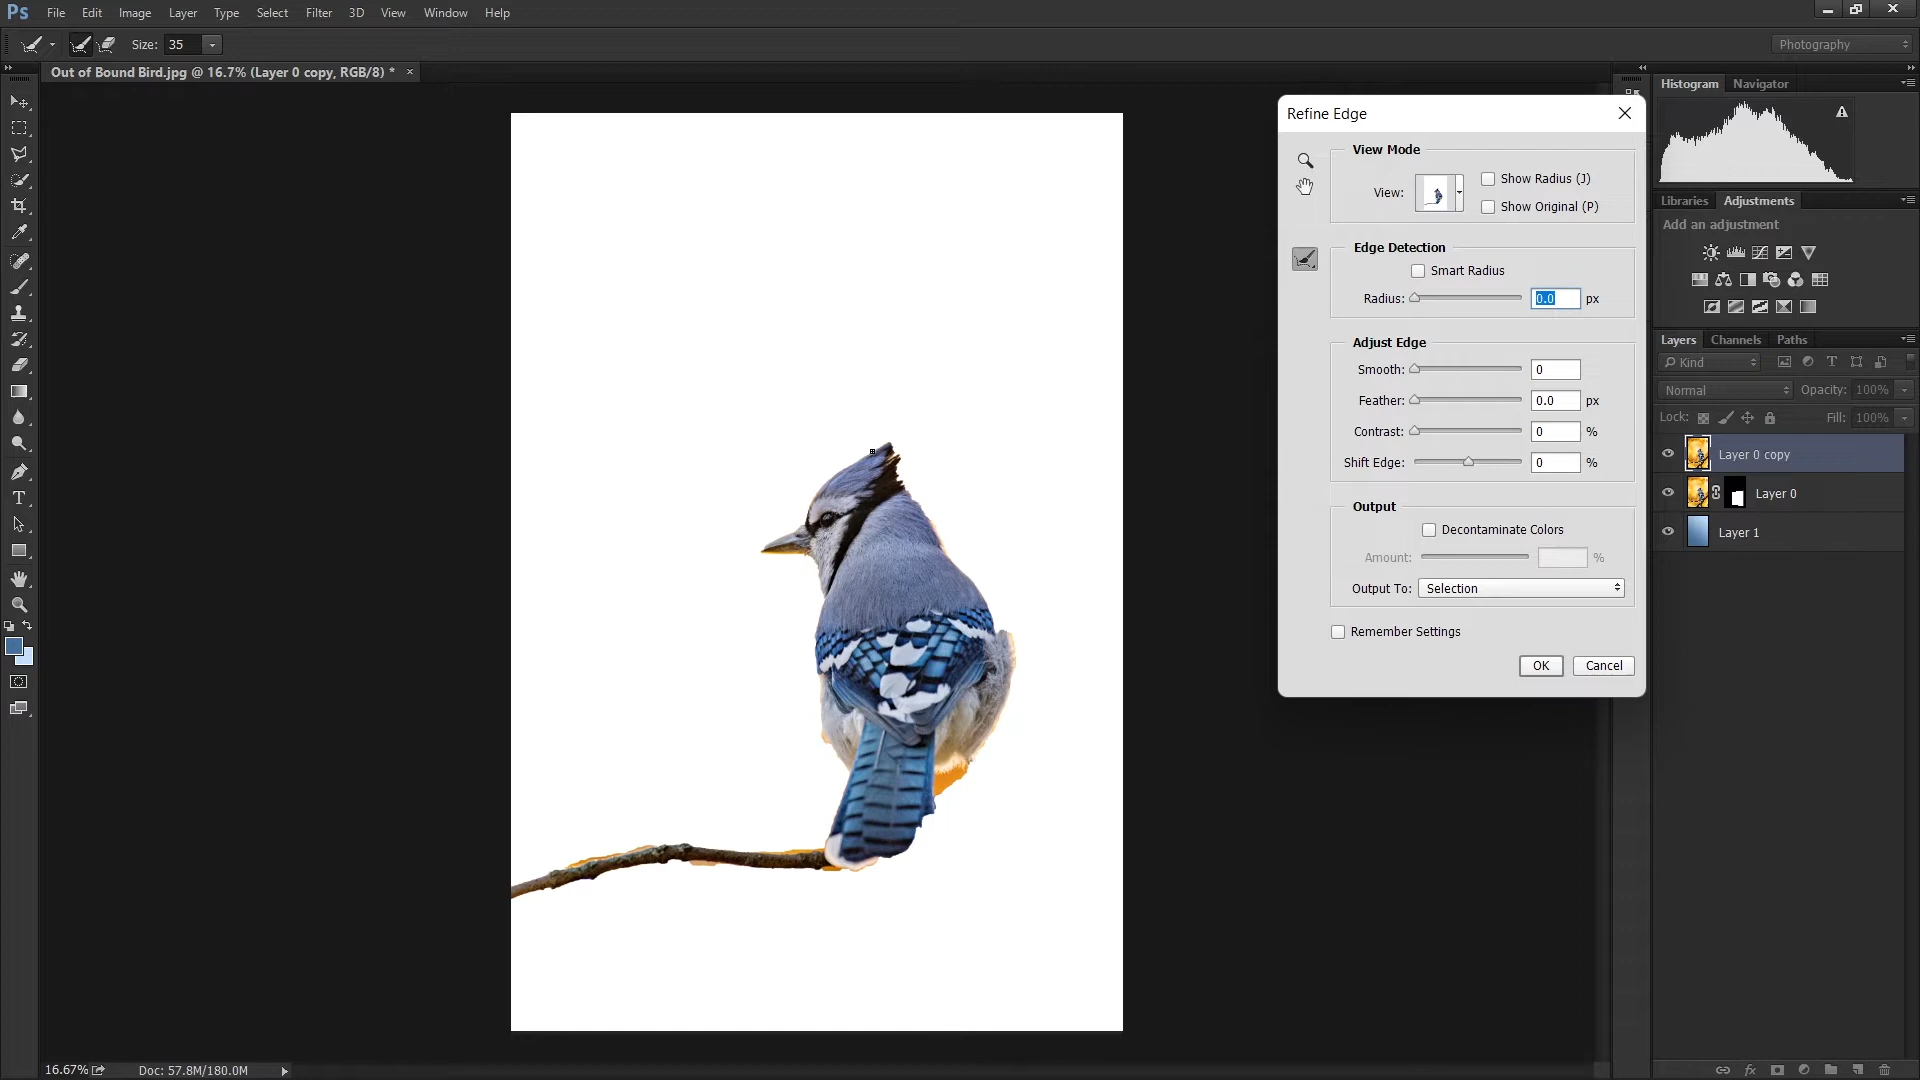 Ps File Edit Image Layer Type Select Filter 3D View Window Help
Size: 35
Photography
Out of Bound Bird.jpg @ 16.7% (Layer 0 copy, RGB/8) * ×
Histogram Navigator
Libraries Adjustments
Add an adjustment
Layers Channels Paths
Kind
Normal Opacity: 100%
Lock: Fill: 100%
Layer 0 copy
Layer 0
Layer 1
Refine Edge
View Mode
View:
Show Radius (J)
Show Original (P)
Edge Detection
Smart Radius
Radius: 0.0 px
Adjust Edge
Smooth: 0
Feather: 0.0 px
Contrast: 0 %
Shift Edge: 0 %
Output
Decontaminate Colors
Amount: %
Output To: Selection
Remember Settings
OK Cancel
T
16.67% Doc: 57.8M/180.0M
fx